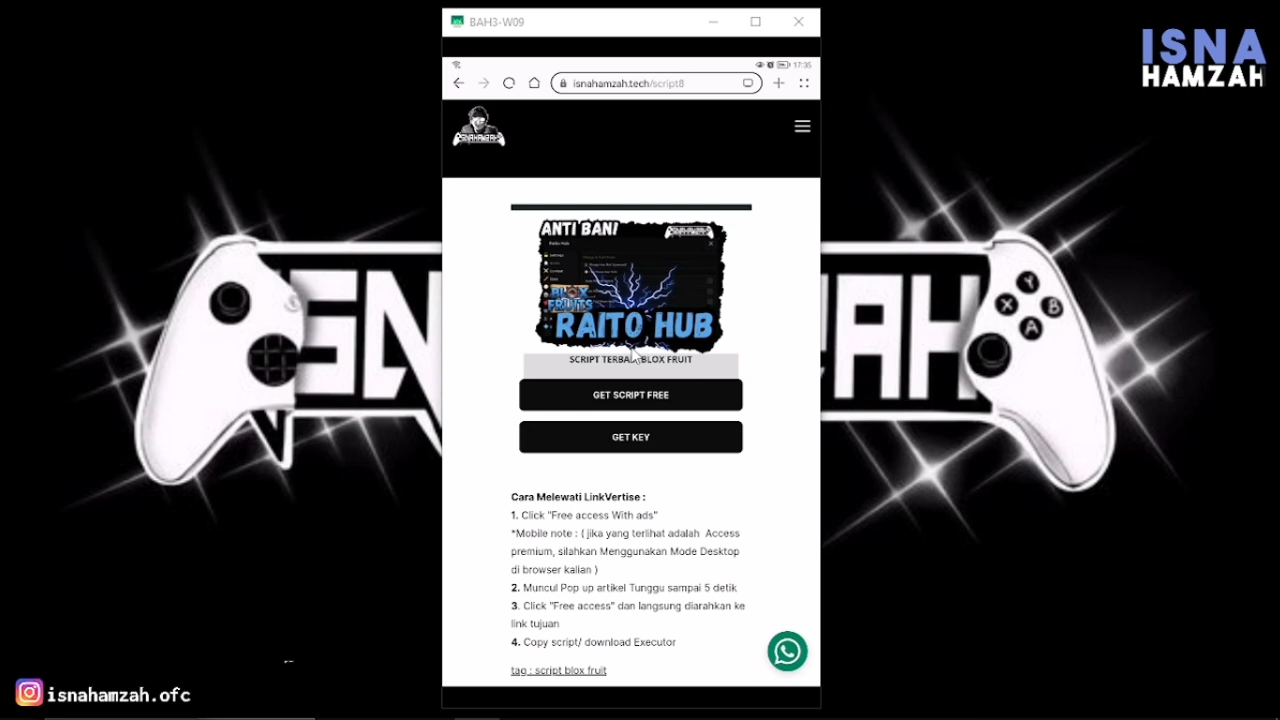 BAH3-W09
ISNA
HAMZAH
17:35
isnahamzah.tech/script8
ISNAHAMZAH
ANTI BAN!
Raito Hub
BLOX
FRUITS
RAITO HUB
SCRIPT TERBAIK BLOX FRUIT
GET SCRIPT FREE
GET KEY
Cara Melewati LinkVertise :
1. Click "Free access With ads"
*Mobile note : ( jika yang terlihat adalah Access
premium, silahkan Menggunakan Mode Desktop
di browser kalian )
2. Muncul Pop up artikel Tunggu sampai 5 detik
3. Click "Free access" dan langsung diarahkan ke
link tujuan
4. Copy script/ download Executor
tag : script blox fruit
Y
X
B
A
isnahamzah.ofc